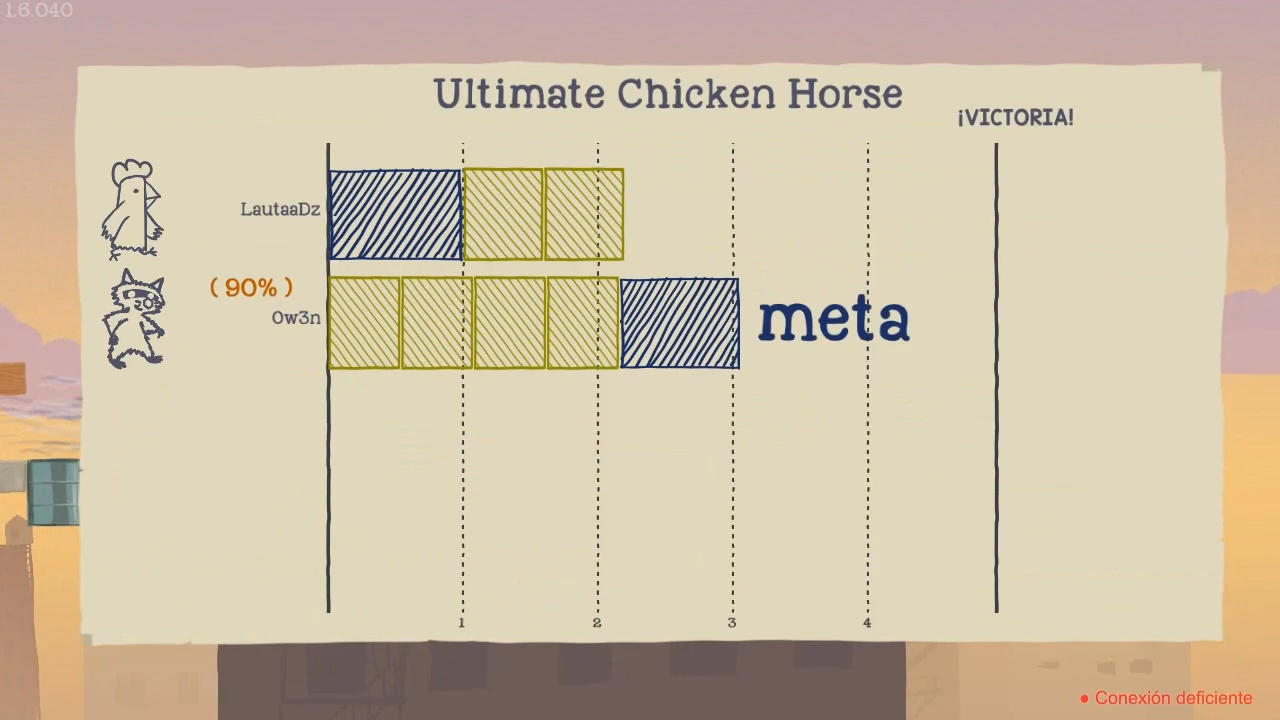 1.6.040
Ultimate Chicken Horse
¡VICTORIA!
LautaaDz
( 90% )
Ow3n
meta
1 2 3 4
● Conexión deficiente